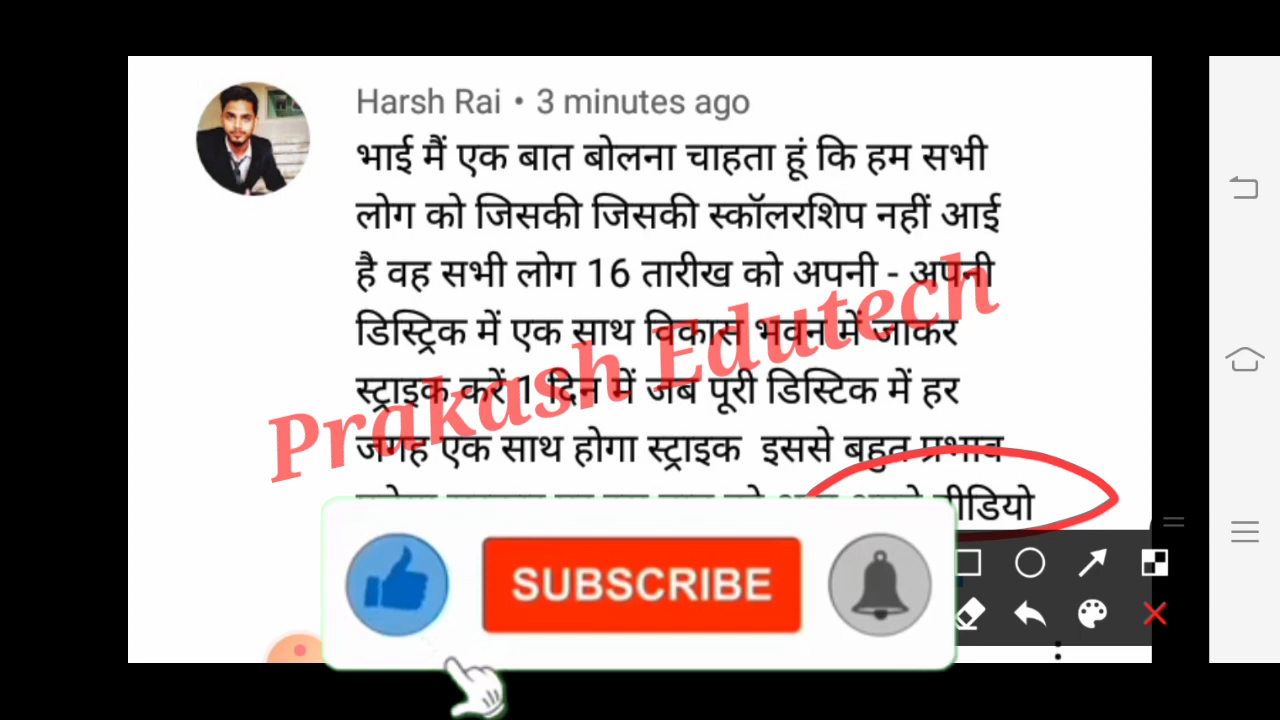 Harsh Rai • 3 minutes ago
भाई मैं एक बात बोलना चाहता हूं कि हम सभी
लोग को जिसकी जिसकी स्कॉलरशिप नहीं आई
है वह सभी लोग 16 तारीख को अपनी - अपनी
डिस्ट्रिक में एक साथ विकास भवन में जाकर
स्ट्राइक करें 1 दिन में जब पूरी डिस्टिक में हर
जगह एक साथ होगा स्ट्राइक इससे बहुत प्रभाव
वीडियो
Prakash Edutech
SUBSCRIBE